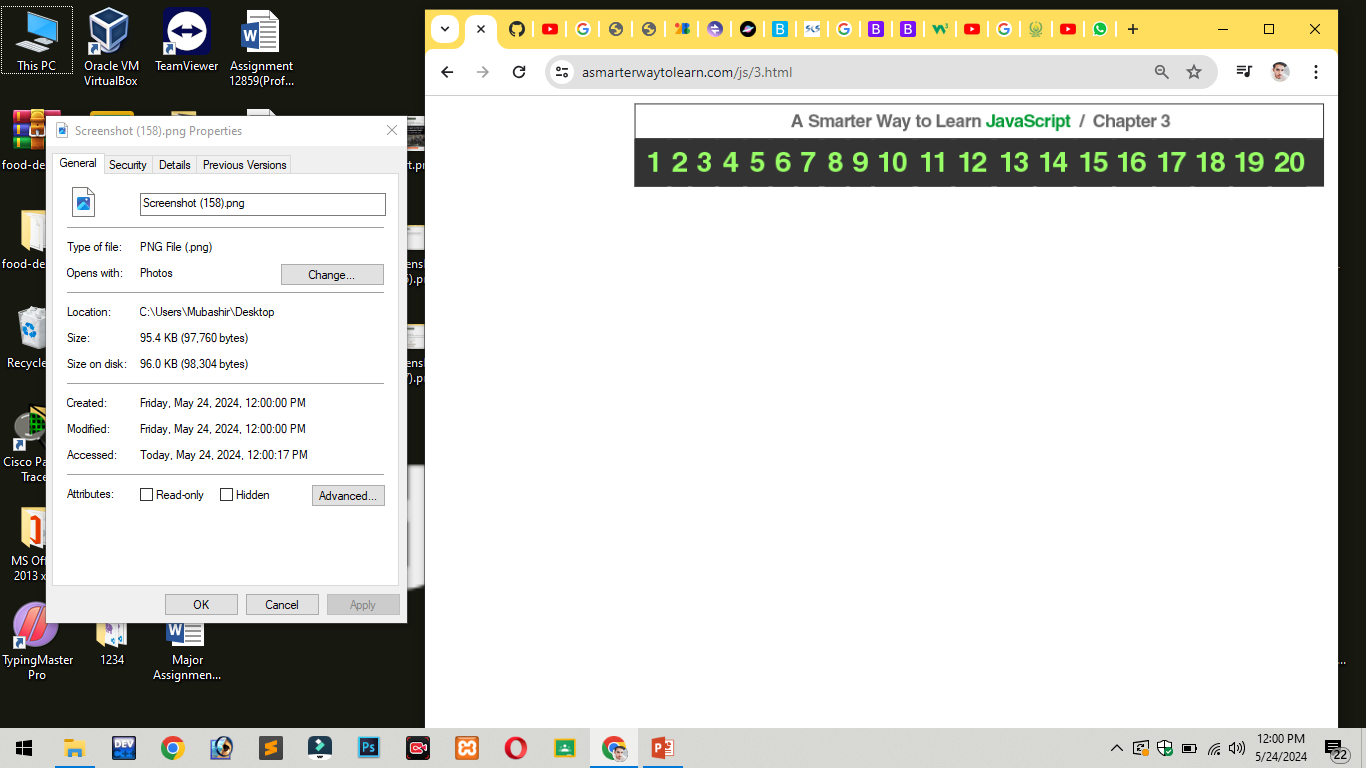 This PC
Oracle VM
VirtualBox
TeamViewer
Assignment
12859(Prof...
food-de
food-de
Recycle
Cisco Pa
Trace
MS Of
2013 x
TypingMaster
Pro
1234
Major
Assignmen...
Screenshot (158).png Properties
General
Security
Details
Previous Versions
Screenshot (158).png
Type of file: PNG File (.png)
Opens with: Photos
Change...
Location: C:\Users\Mubashir\Desktop
Size: 95.4 KB (97,760 bytes)
Size on disk: 96.0 KB (98,304 bytes)
Created: Friday, May 24, 2024, 12:00:00 PM
Modified: Friday, May 24, 2024, 12:00:00 PM
Accessed: Today, May 24, 2024, 12:00:17 PM
Attributes: Read-only Hidden
Advanced...
OK Cancel Apply
asmarterwaytolearn.com/js/3.html
A Smarter Way to Learn JavaScript / Chapter 3
1 2 3 4 5 6 7 8 9 10 11 12 13 14 15 16 17 18 19 20
DEV
Ps
12:00 PM
5/24/2024
22